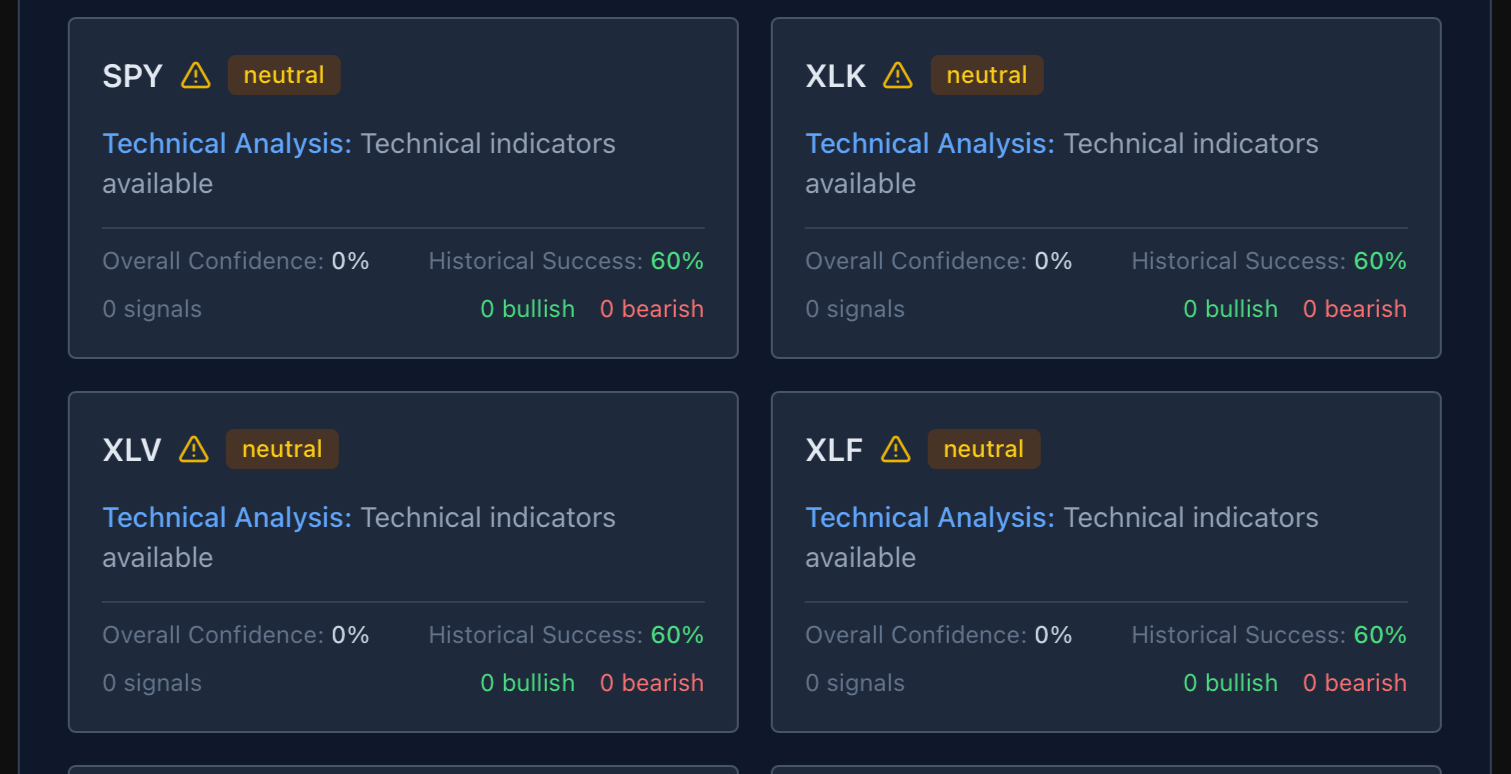 SPY neutral
Technical Analysis: Technical indicators
available
Overall Confidence: 0% Historical Success: 60%
0 signals 0 bullish 0 bearish
XLK neutral
Technical Analysis: Technical indicators
available
Overall Confidence: 0% Historical Success: 60%
0 signals 0 bullish 0 bearish
XLV neutral
Technical Analysis: Technical indicators
available
Overall Confidence: 0% Historical Success: 60%
0 signals 0 bullish 0 bearish
XLF neutral
Technical Analysis: Technical indicators
available
Overall Confidence: 0% Historical Success: 60%
0 signals 0 bullish 0 bearish